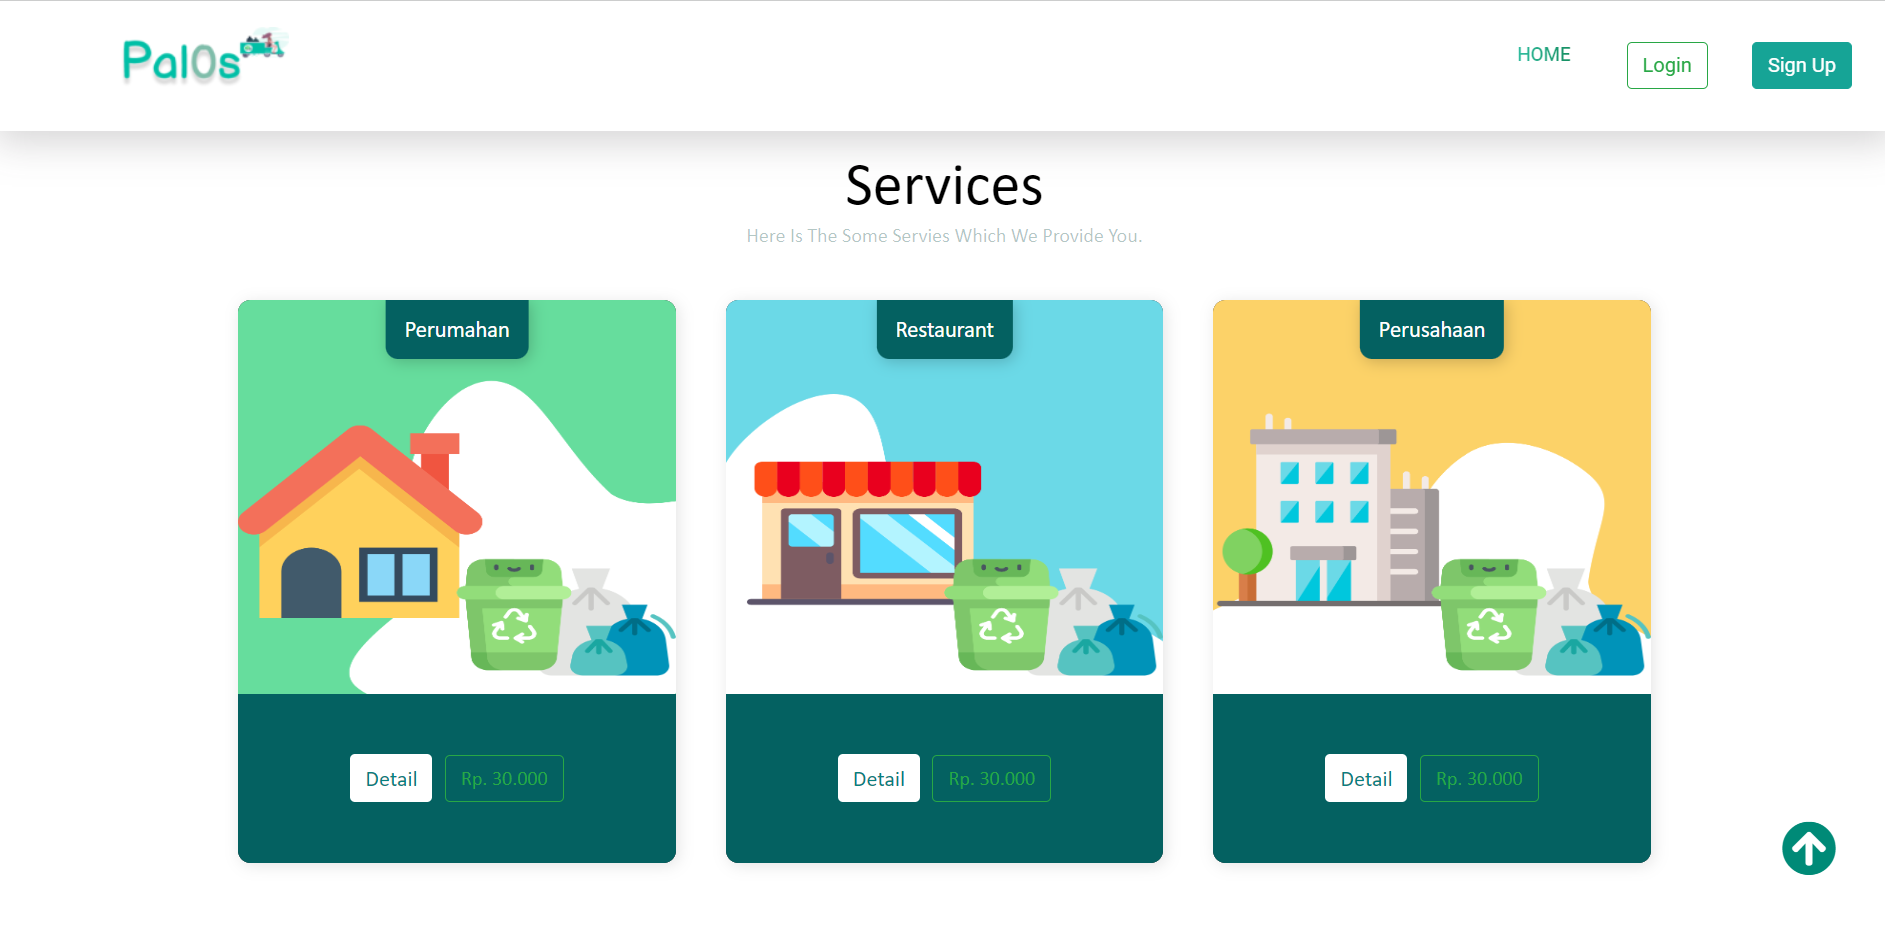 Pal0s
HOME
Login
Sign Up
Services
Here Is The Some Servies Which We Provide You.
Perumahan
Restaurant
Perusahaan
Detail
Rp. 30.000
Detail
Rp. 30.000
Detail
Rp. 30.000